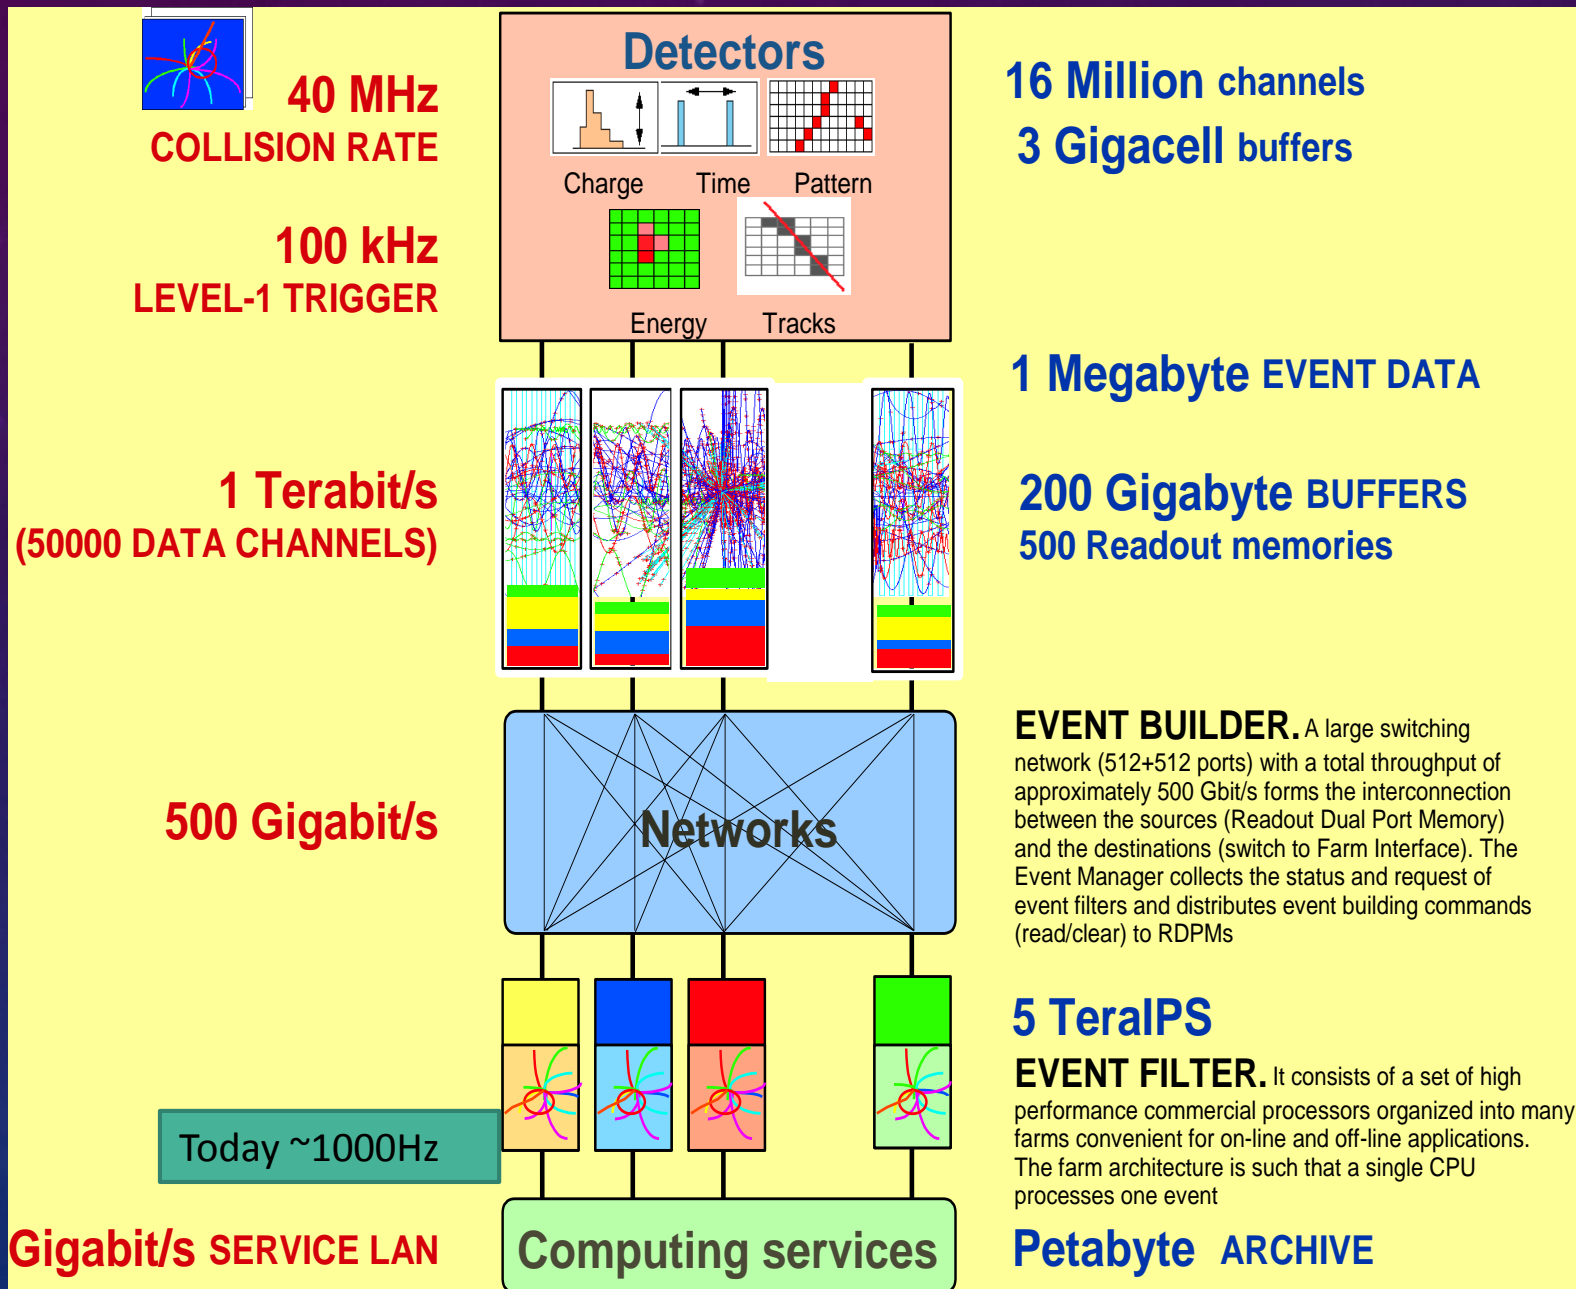 Detectors
40 MHz
COLLISION RATE
16 Million channels
3 Gigacell buffers
Charge Time Pattern
100 kHz
LEVEL-1 TRIGGER
Energy Tracks
1 Megabyte EVENT DATA
1 Terabit/s
(50000 DATA CHANNELS)
200 Gigabyte BUFFERS
500 Readout memories
500 Gigabit/s
Networks
EVENT BUILDER. A large switching
network (512+512 ports) with a total throughput of
approximately 500 Gbit/s forms the interconnection
between the sources (Readout Dual Port Memory)
and the destinations (switch to Farm Interface). The
Event Manager collects the status and request of
event filters and distributes event building commands
(read/clear) to RDPMs
5 TeraIPS
EVENT FILTER. It consists of a set of high
performance commercial processors organized into many
farms convenient for on-line and off-line applications.
The farm architecture is such that a single CPU
processes one event
Today ~1000Hz
Gigabit/s SERVICE LAN
Computing services
Petabyte ARCHIVE